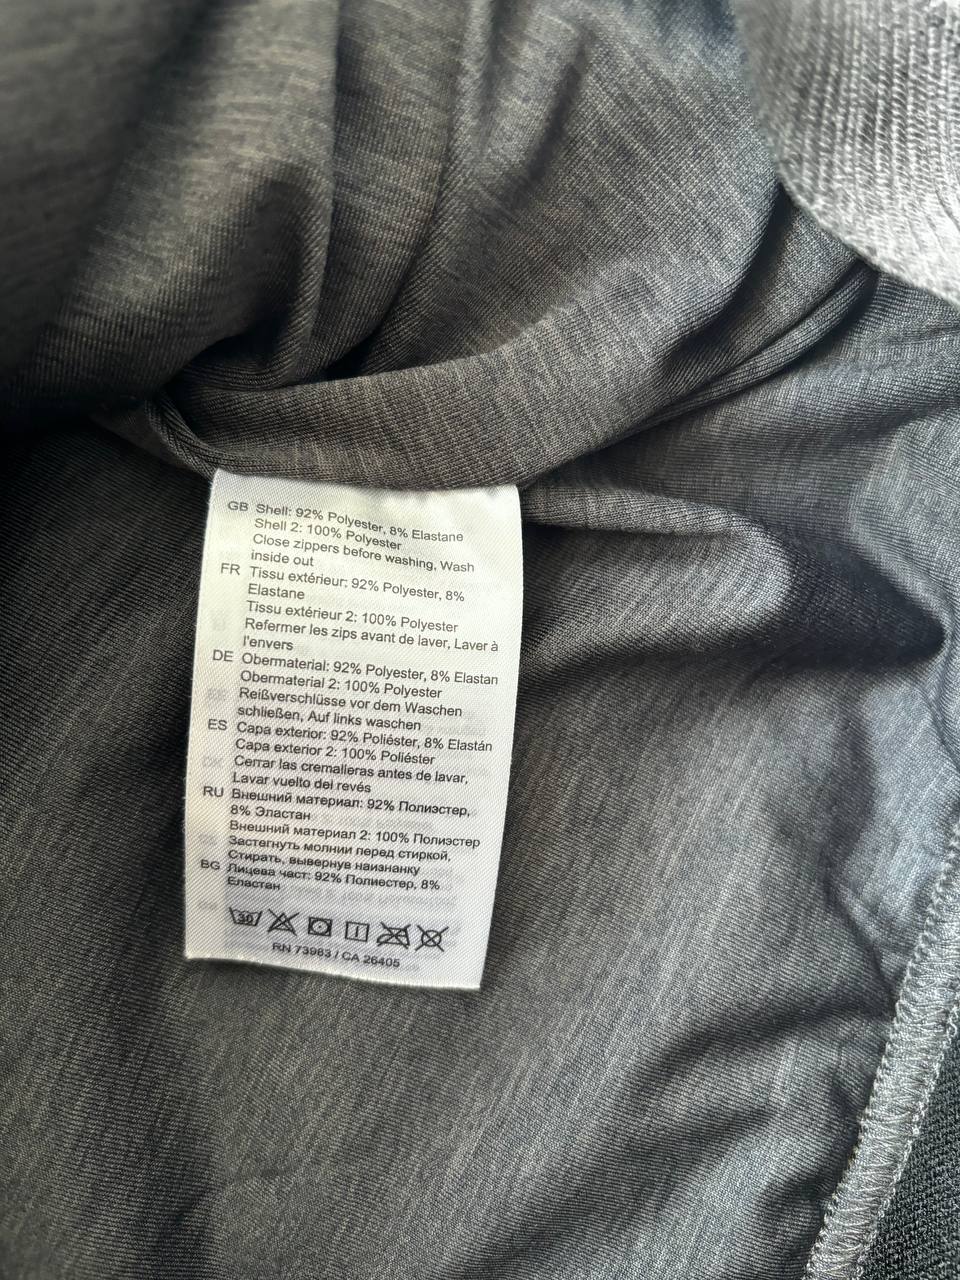 GB Shell: 92% Polyester, 8% Elastane
Shell 2: 100% Polyester
Close zippers before washing, Wash
inside out
FR Tissu extérieur: 92% Polyester, 8%
Elastane
Tissu extérieur 2: 100% Polyester
Refermer les zips avant de laver, Laver à
l'envers
DE Obermaterial: 92% Polyester, 8% Elastan
Obermaterial 2: 100% Polyester
Reißverschlüsse vor dem Waschen
schließen, Auf links waschen
ES Capa exterior: 92% Poliéster, 8% Elastán
Capa exterior 2: 100% Poliéster
Cerrar las cremalieras antes de lavar,
Lavar vuelto del revés
RU Внешний материал: 92% Полиэстер,
8% Эластан
Внешний материал 2: 100% Полиэстер
Застегнуть молнии перед стиркой,
Стирать, вывернув наизнанку
BG Лицева част: 92% Полиестер, 8%
Еластан
30
RN 73983 / CA 26405